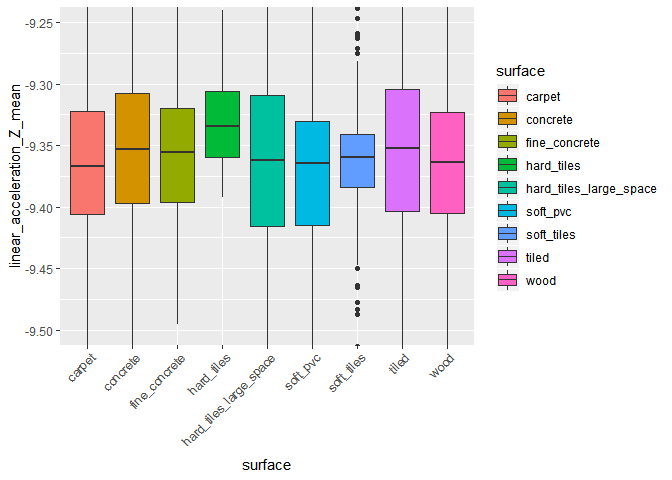 linear_acceleration_Z_mean
-9.25
-9.30
-9.35
-9.40
-9.45
-9.50
carpet
concrete
fine_concrete
hard_tiles
hard_tiles_large_space
soft_pvc
soft_tiles
tiled
wood
surface
surface
carpet
concrete
fine_concrete
hard_tiles
hard_tiles_large_space
soft_pvc
soft_tiles
tiled
wood